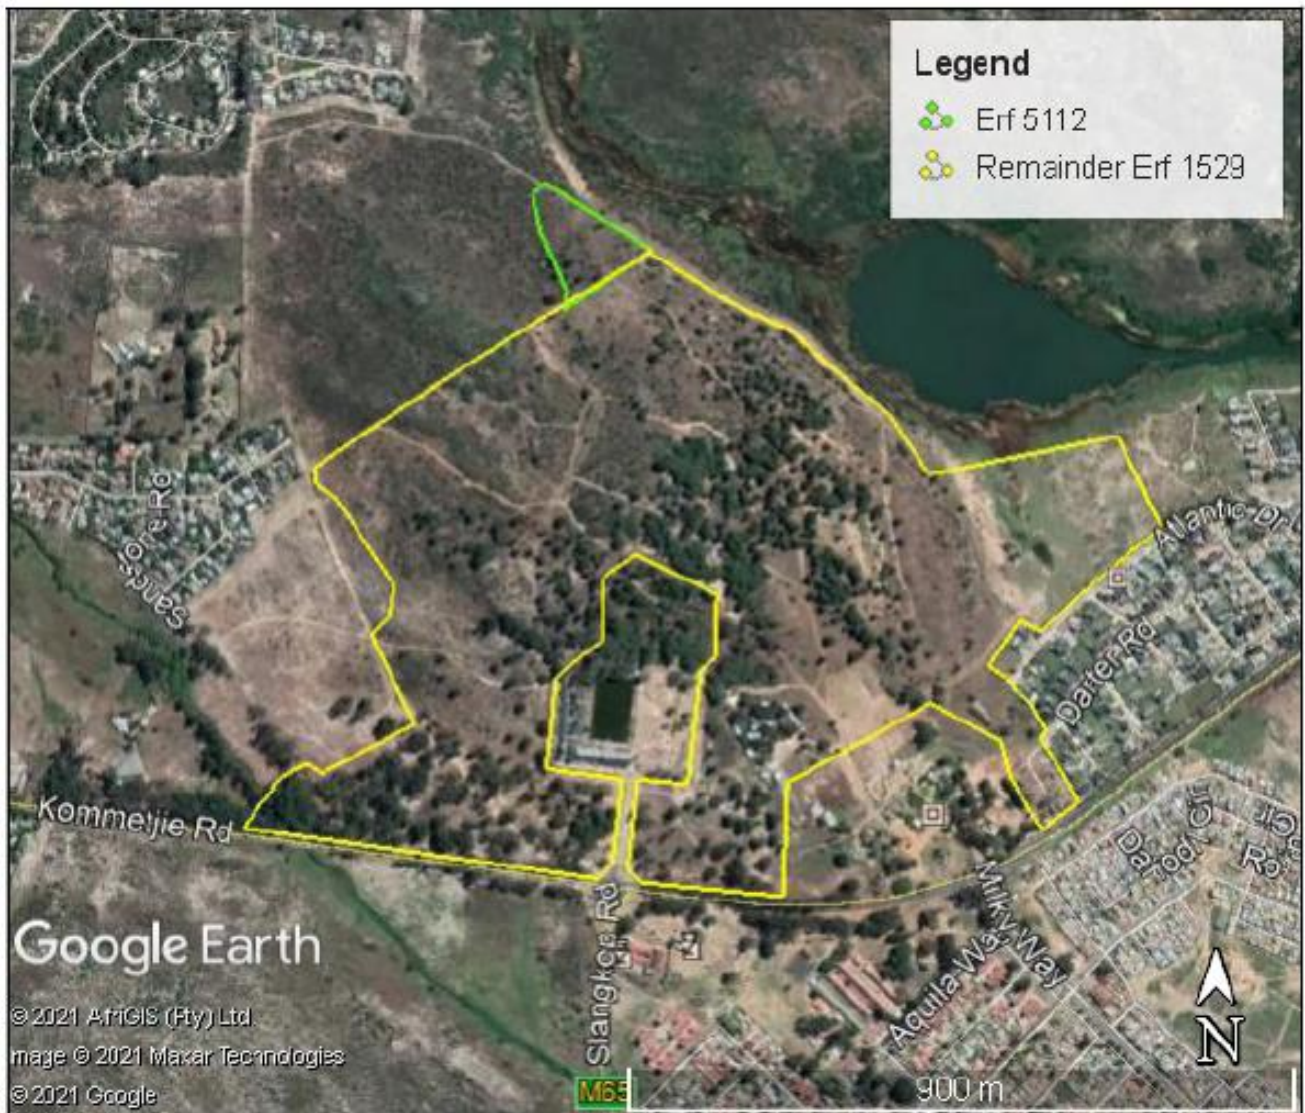 Legend
Erf 5112
Remainder Erf 1529
Sandsore Rd
Atlantic Dr
Darter Rd
Kommetjie Rd
Milky Way
Aquila Way
Slangkop Rd
Google Earth
© 2021 AfriGIS (Pty) Ltd.
Image © 2021 Maxar Technologies
© 2021 Google
M65
900 m
N